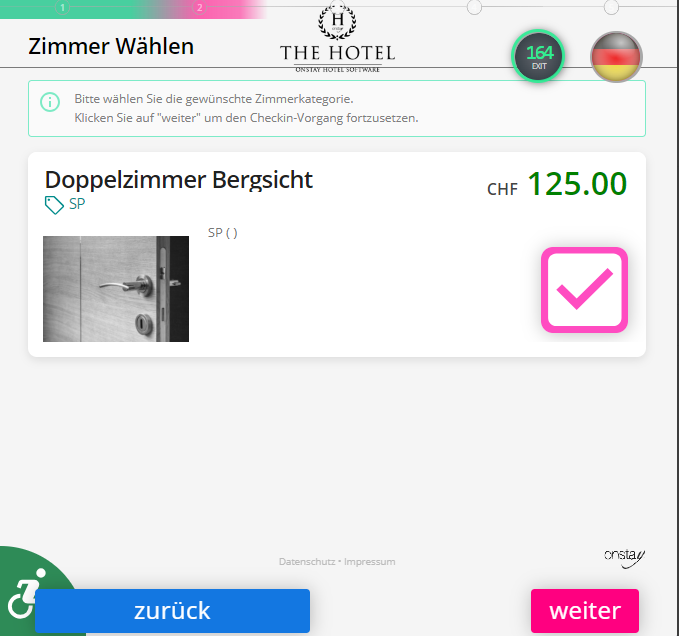 1
2
Zimmer Wählen
H
THE HOTEL
ONSTAY HOTEL SOFTWARE
164
EXIT
Bitte wählen Sie die gewünschte Zimmerkategorie.
Klicken Sie auf "weiter" um den Checkin-Vorgang fortzusetzen.
Doppelzimmer Bergsicht
CHF 125.00
SP
SP ( )
Datenschutz • Impressum
onstay
zurück
weiter